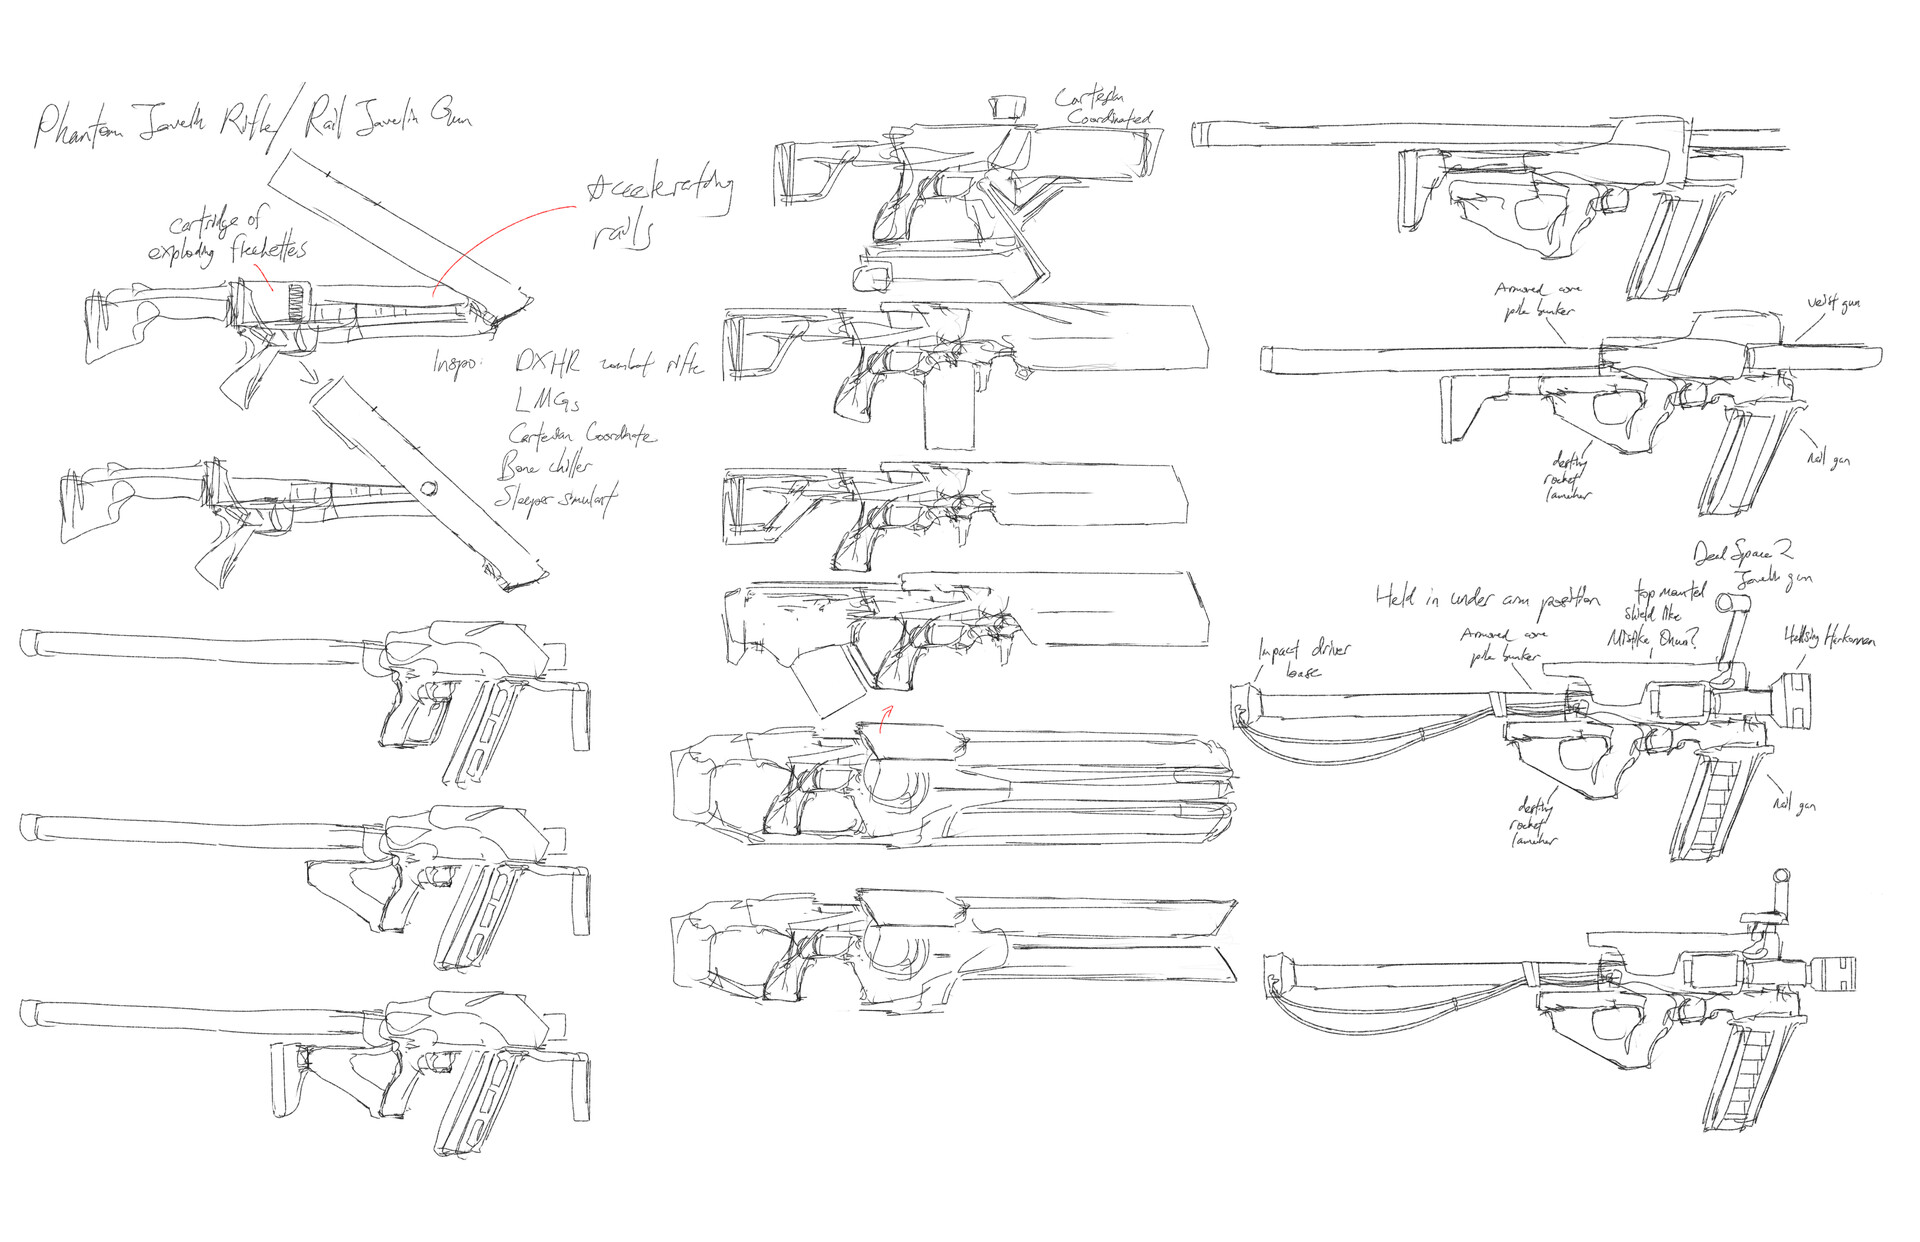 Phantom Javelin Rifle/ Rail Javelin Gun
cartridge of
exploding flechettes
Accelerating
rails
Inspo: DXHR combat rifle
LMGs
Cartesian Coordinate
Bone chiller
Sleeper simulant
Cartesian
Coordinated
Armored core
pile bunker
veist gun
destiny
rocket
launcher
nail gun
Dead Space 2
Javelin gun
Held in under arm position
top mounted
shield like
Mistike Onus?
Hellsing Harkonnen
Impact driver
base
Armored core
pile bunker
destiny
rocket
launcher
nail gun